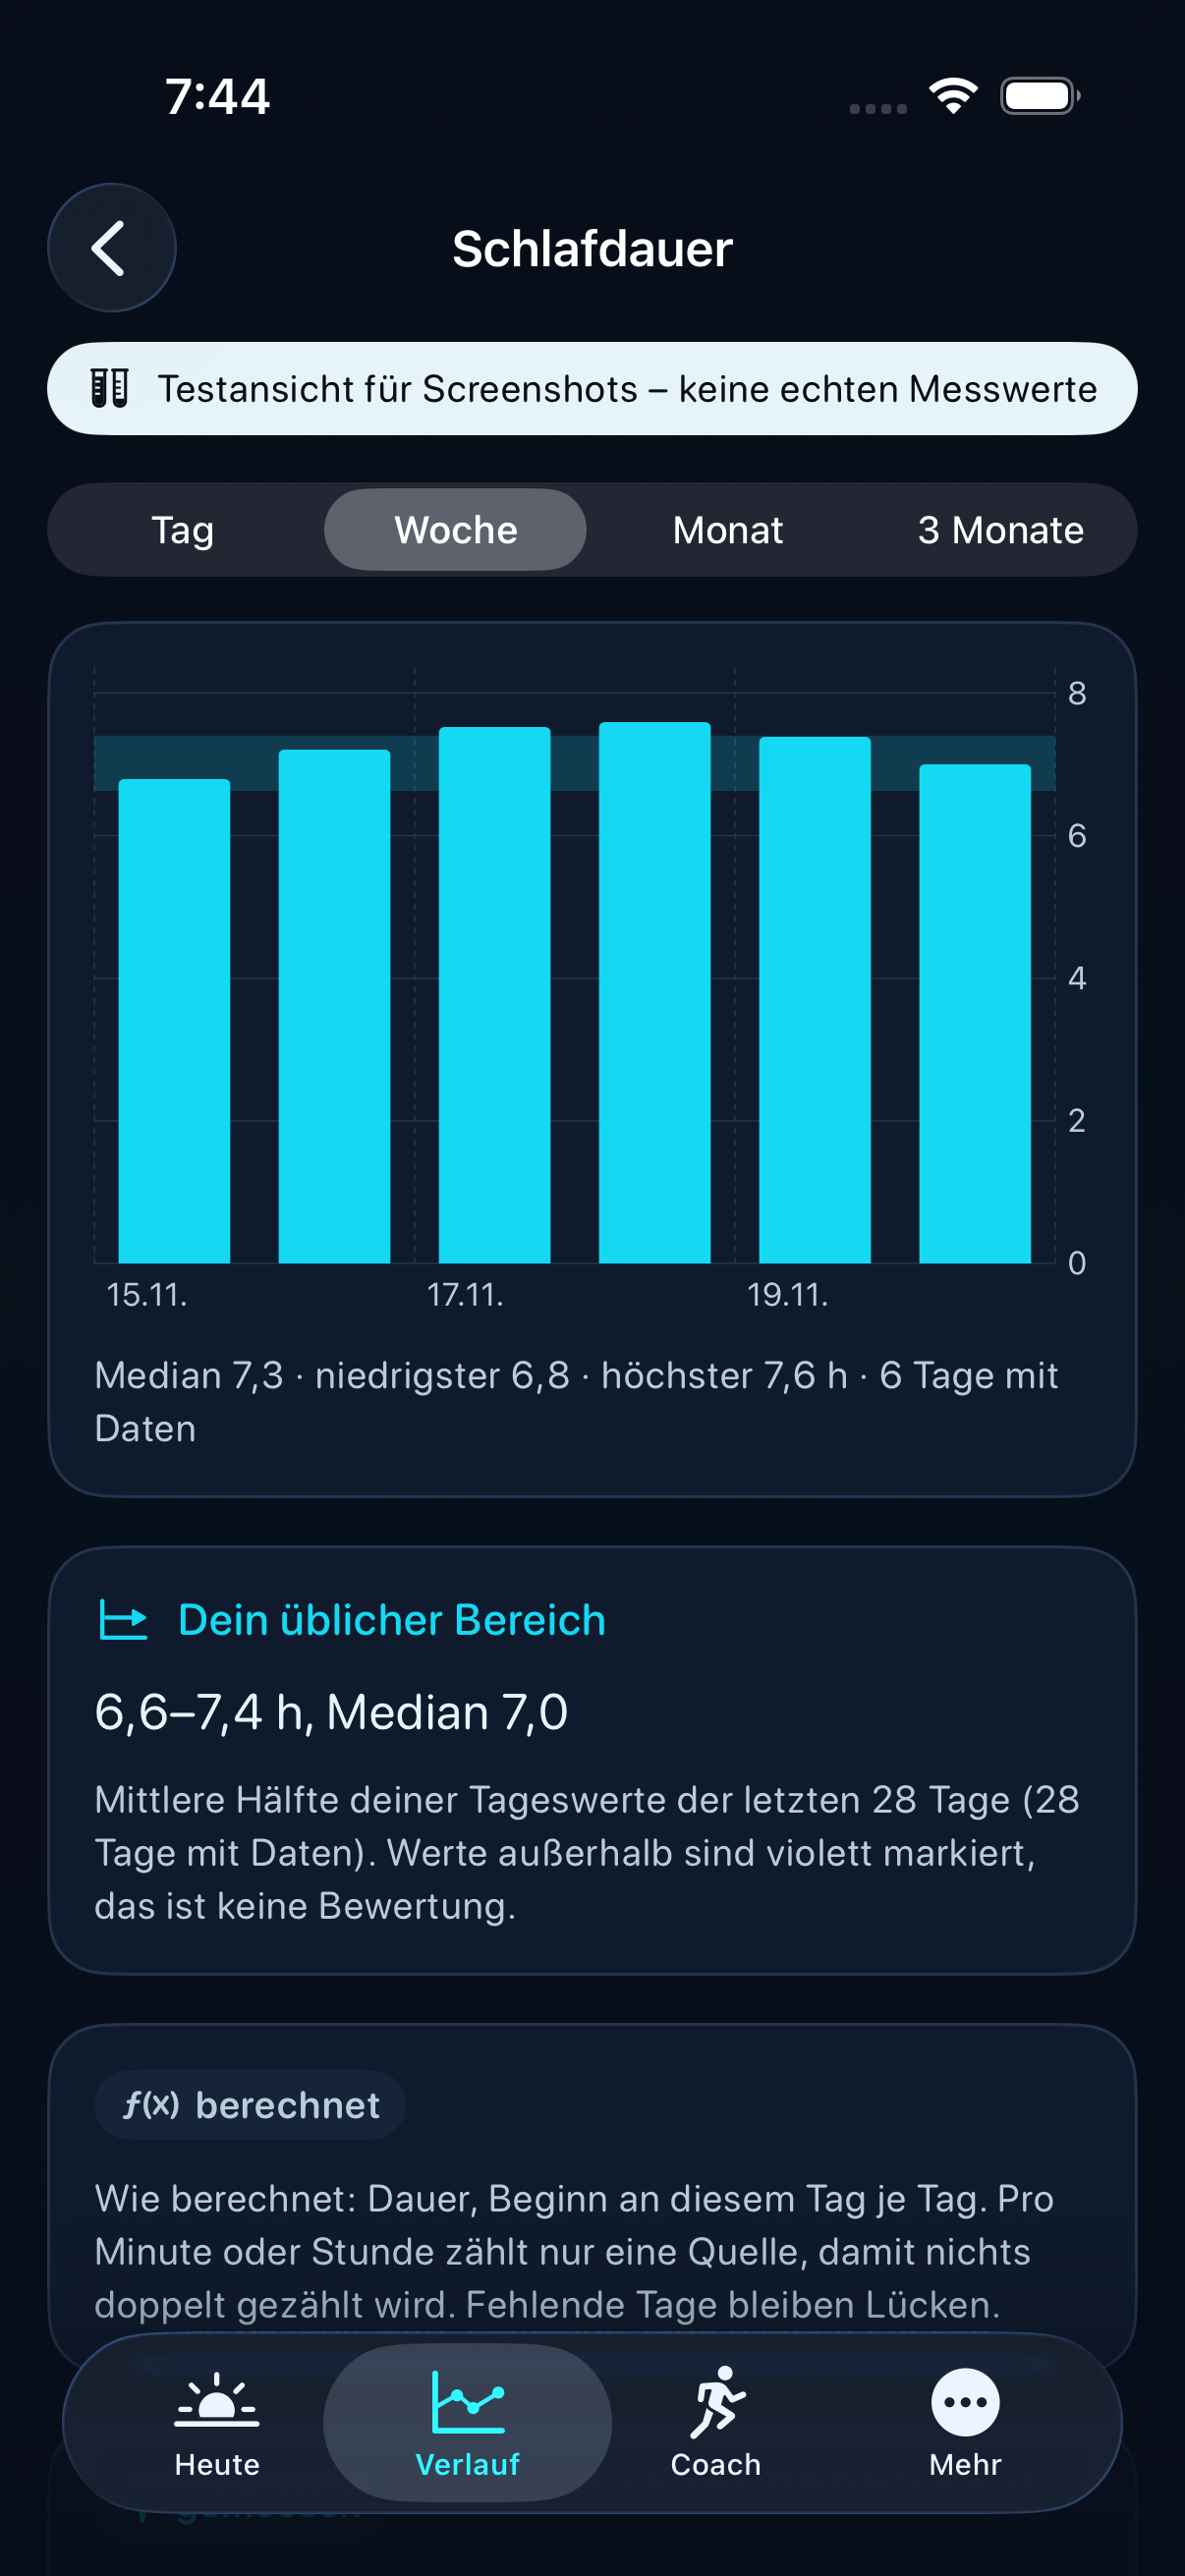 7:44
Schlafdauer
Testansicht für Screenshots – keine echten Messwerte
Tag Woche Monat 3 Monate
8
6
4
2
0
15.11. 17.11. 19.11.
Median 7,3 · niedrigster 6,8 · höchster 7,6 h · 6 Tage mit
Daten
Dein üblicher Bereich
6,6–7,4 h, Median 7,0
Mittlere Hälfte deiner Tageswerte der letzten 28 Tage (28
Tage mit Daten). Werte außerhalb sind violett markiert,
das ist keine Bewertung.
f(x) berechnet
Wie berechnet: Dauer, Beginn an diesem Tag je Tag. Pro
Minute oder Stunde zählt nur eine Quelle, damit nichts
doppelt gezählt wird. Fehlende Tage bleiben Lücken.
Heute Verlauf Coach Mehr